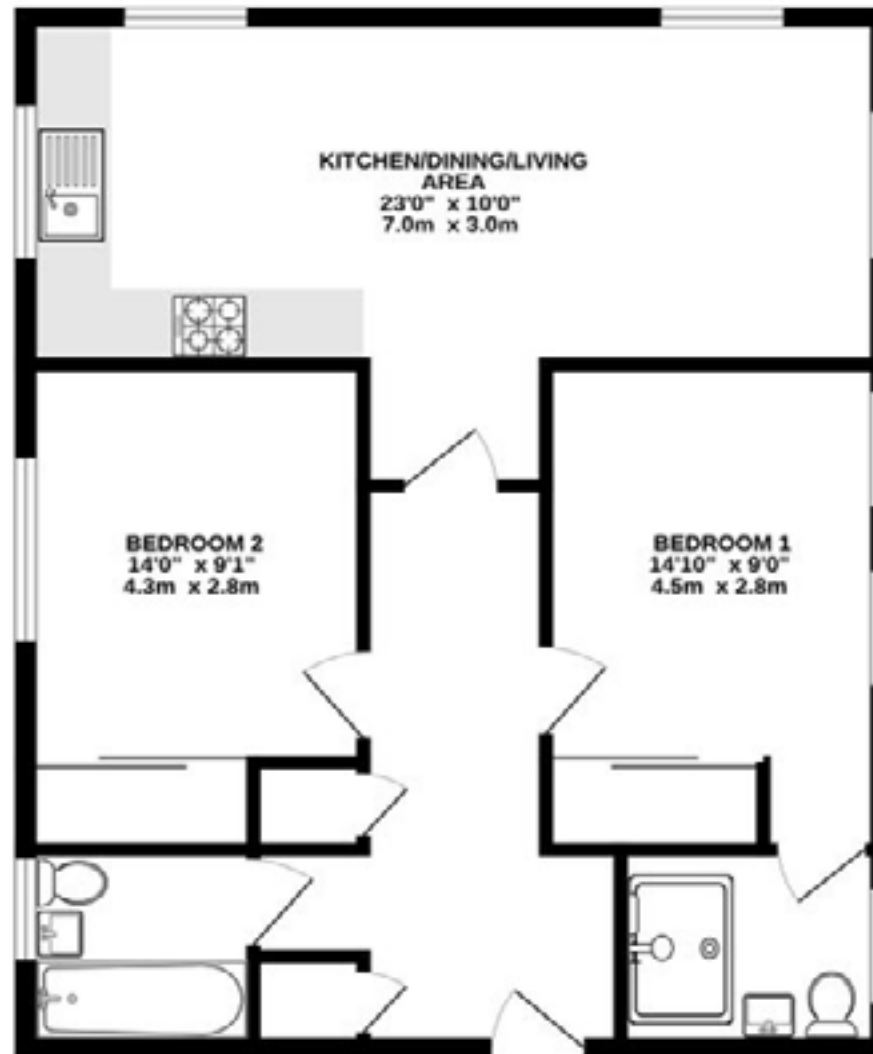 KITCHEN/DINING/LIVING
AREA
23'0" x 10'0"
7.0m x 3.0m
BEDROOM 2
14'0" x 9'1"
4.3m x 2.8m
BEDROOM 1
14'10" x 9'0"
4.5m x 2.8m